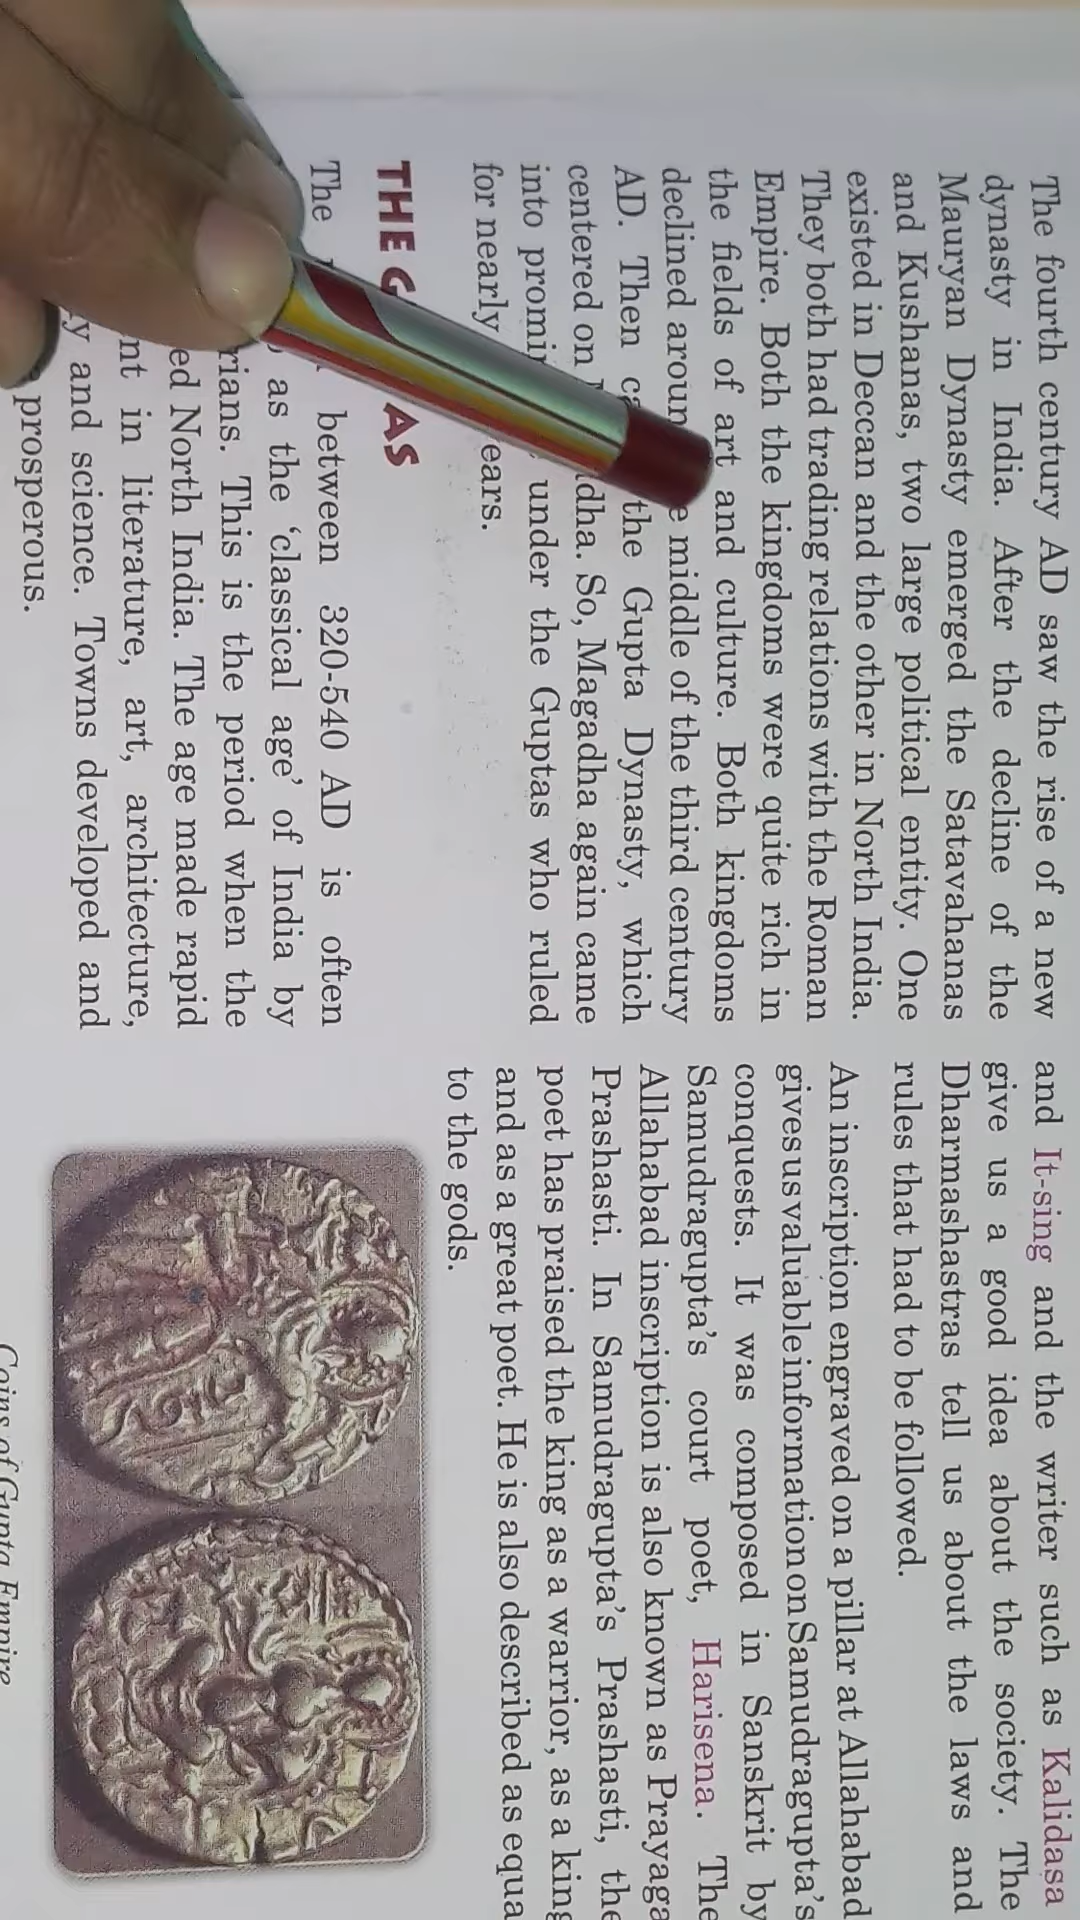 The fourth century AD saw the rise of a new
dynasty in India. After the decline of the
Mauryan Dynasty emerged the Satavahanas
and Kushanas, two large political entity. One
existed in Deccan and the other in North India.
They both had trading relations with the Roman
Empire. Both the kingdoms were quite rich in
the fields of art and culture. Both kingdoms
declined middle of the third century
AD. Then the Gupta Dynasty, which
centered on So, Magadha again came
into under the Guptas who ruled
for nearly
THE
The between 320-540 AD is often
as the ‘classical age’ of India by
This is the period when the
North India. The age made rapid
in literature, art, architecture,
and science. Towns developed and
prosperous.
and It-sing and the writer such as Kalidasa
give us a good idea about the society. The
Dharmashastras tell us about the laws and
rules that had to be followed.
An inscription engraved on a pillar at Allahabad
gives us valuable information on Samudragupta’s
conquests. It was composed in Sanskrit by
Samudragupta’s court poet, Harisena. The
Allahabad inscription is also known as Prayaga
Prashasti. In Samudragupta’s Prashasti, the
poet has praised the king as a warrior, as a king
and as a great poet. He is also described as equa
to the gods.
Coins of Gupta Empire